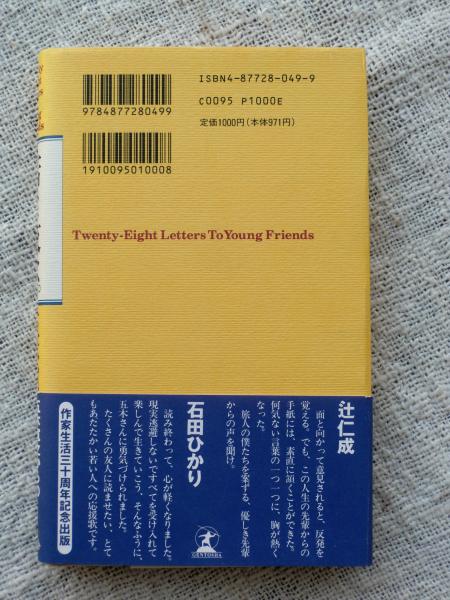 ISBN4-87728-049-9
C0095 P1000E
定価1000円(本体971円)
9784877280499
1910095010008
Twenty-Eight Letters To Young Friends
辻仁成
面と向かって意見されると、反発を
覚える。でも、この人生の先輩からの
手紙には、素直に頷くことができた。
何気ない言葉の一つ一つに、胸が熱く
なった。
旅人の僕たちを案ずる、優しき先輩
からの声を聞け。
石田ひかり
読み終わって、心が軽くなりました。
現実逃避しないですべてを受け入れて
楽しんで生きていこう、そんなふうに、
五木さんに勇気づけられました。
たくさんの友人に読ませたい、とて
もあたたかい若い人への応援歌です。
作家生活三十周年記念出版
GENTOSHA